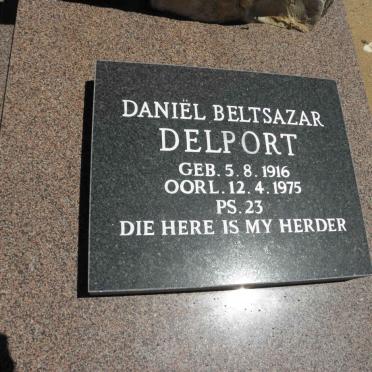 DANIËL BELTSAZAR
DELPORT
GEB. 5. 8. 1916
OORL. 12. 4. 1975
PS. 23
DIE HERE IS MY HERDER